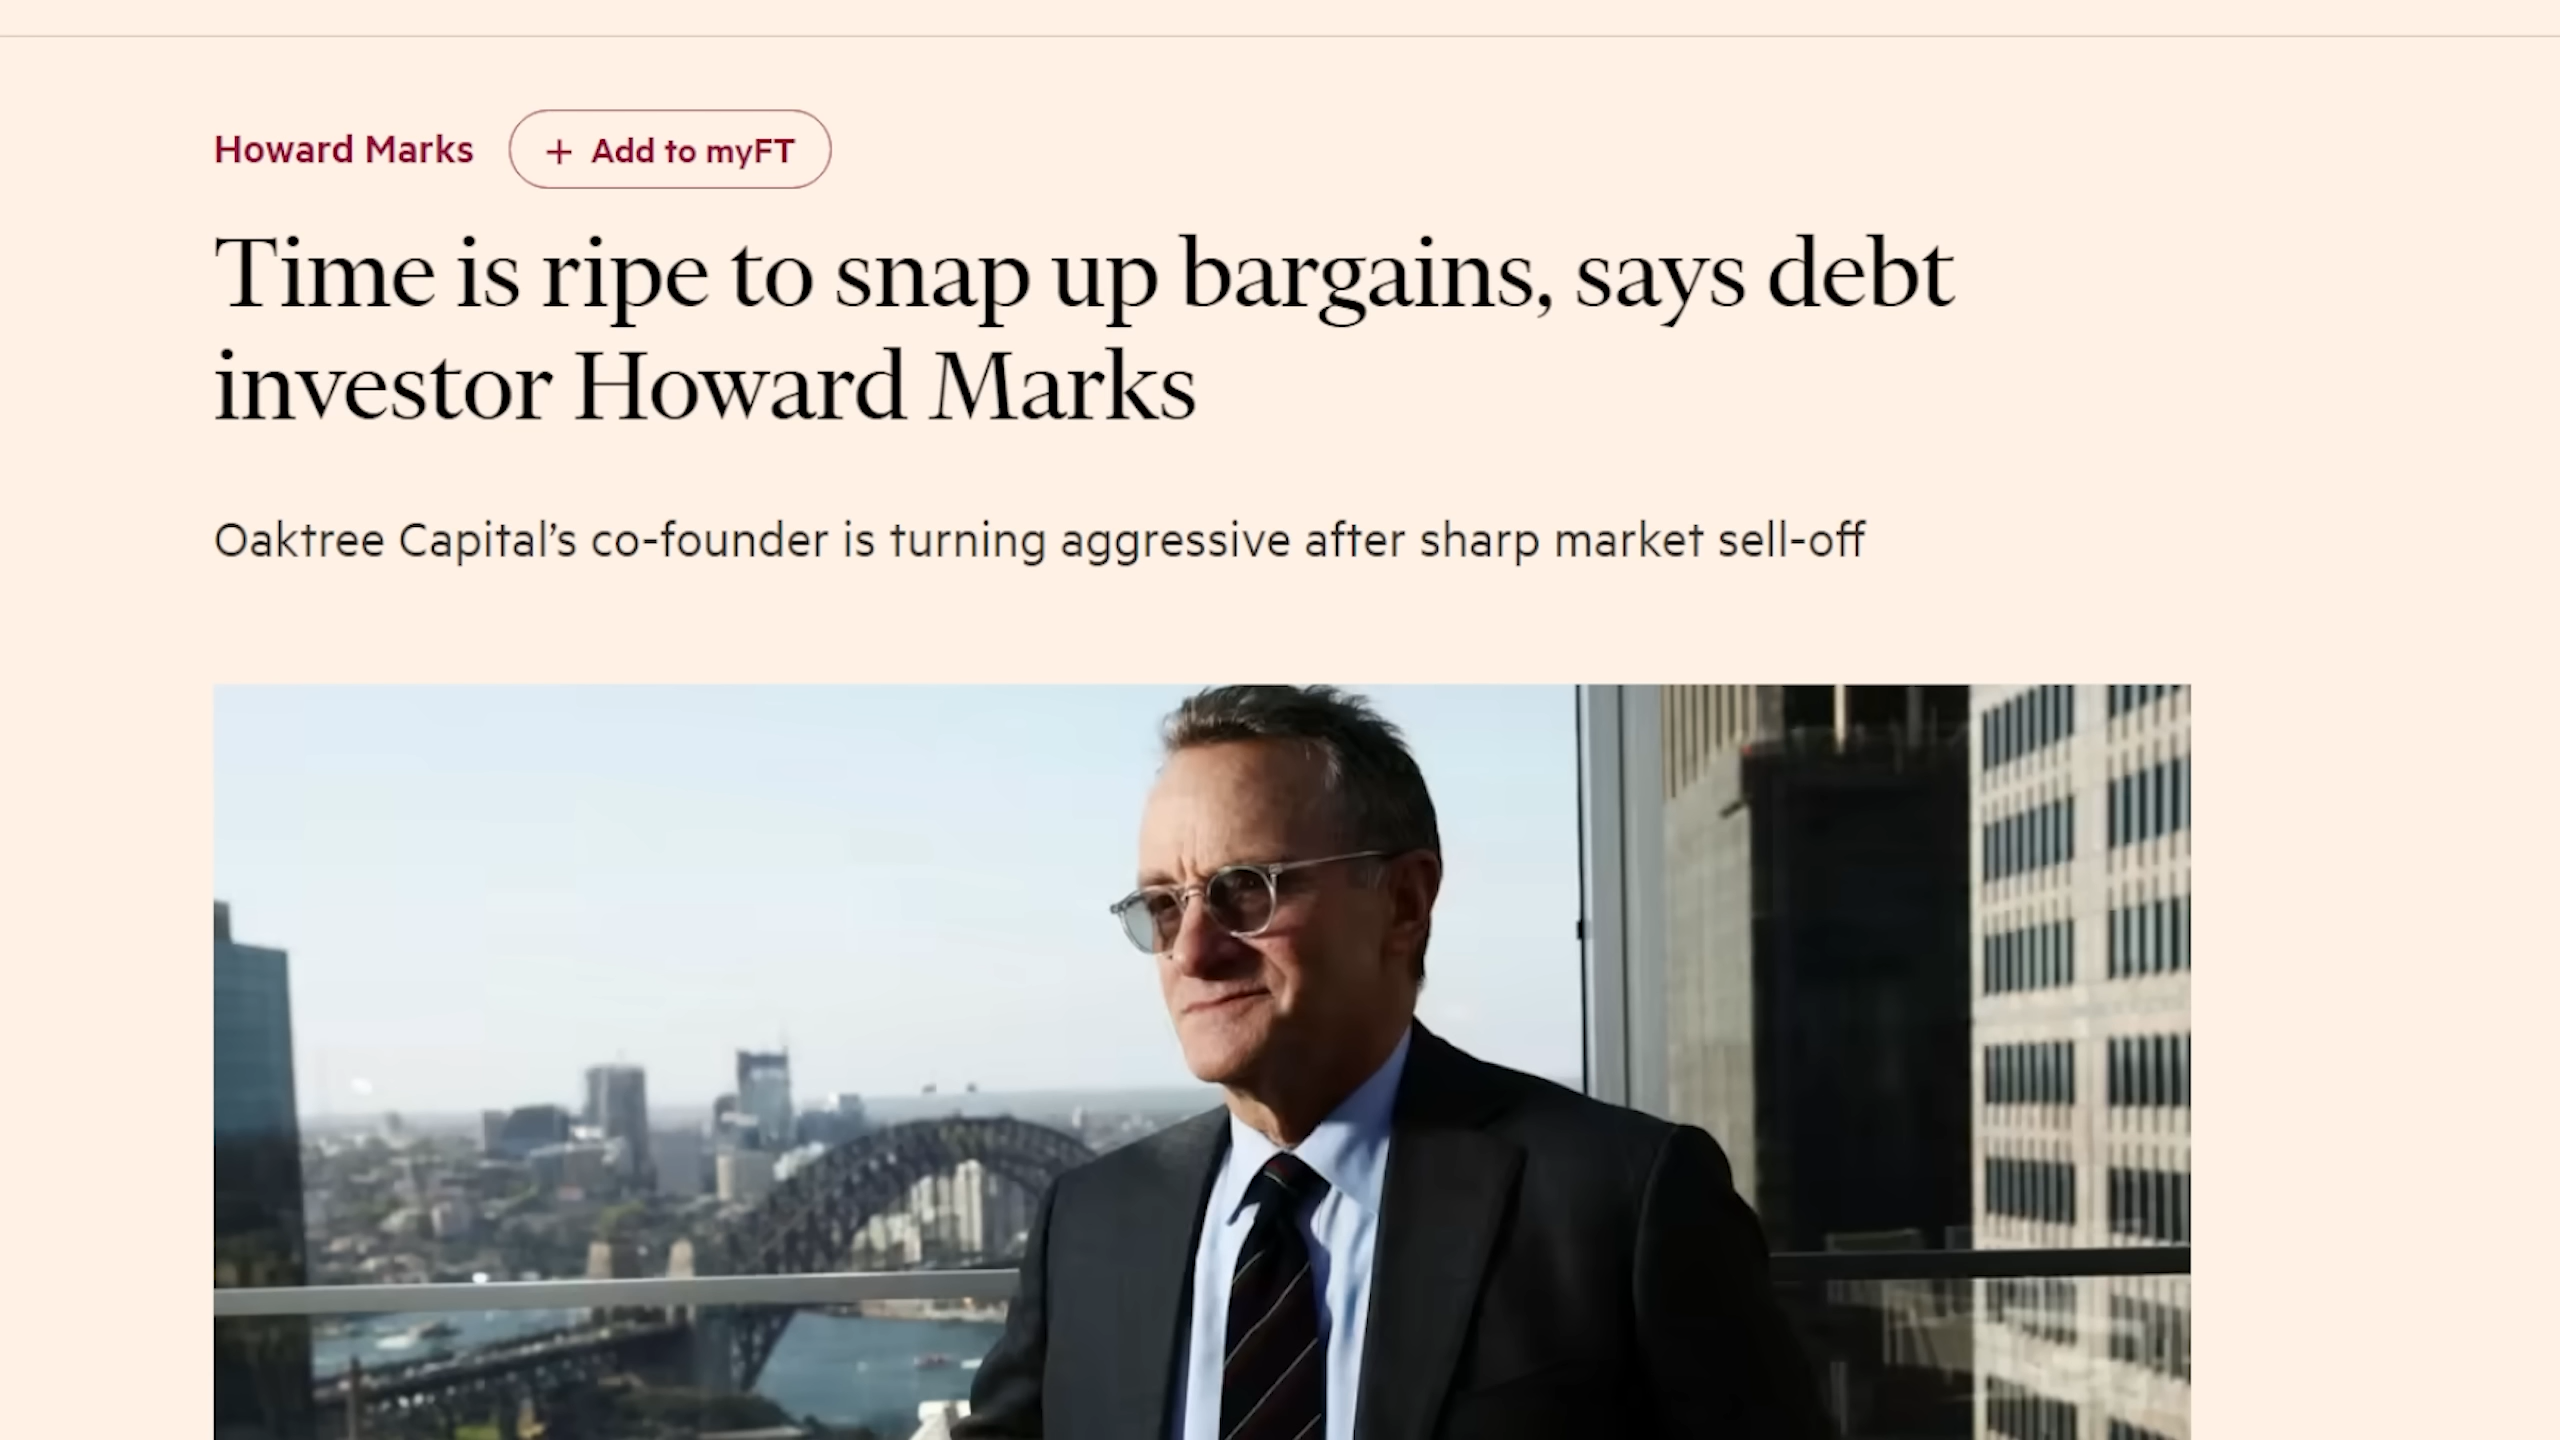 Howard Marks
+ Add to myFT
Time is ripe to snap up bargains, says debt
investor Howard Marks
Oaktree Capital’s co-founder is turning aggressive after sharp market sell-off